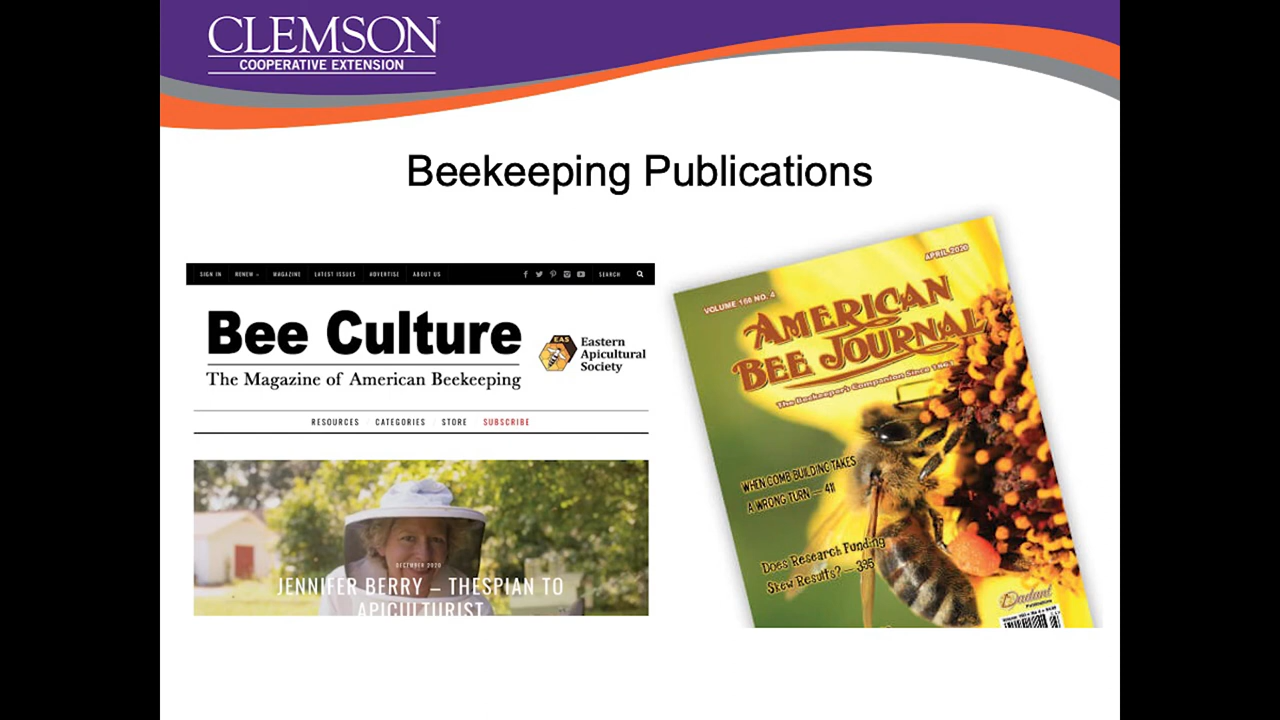 CLEMSON
COOPERATIVE EXTENSION
Beekeeping Publications
SIGN IN RENEW MAGAZINE LATEST ISSUES ADVERTISE ABOUT US SEARCH
Bee Culture
The Magazine of American Beekeeping
EAS
Eastern
Apicultural
Society
RESOURCES CATEGORIES STORE SUBSCRIBE
DECEMBER 2020
JENNIFER BERRY – THESPIAN TO
APICULTURIST
APRIL 2020
VOLUME 160 NO. 4
AMERICAN
BEE JOURNAL
The Beekeeper's Companion Since 1861
WHEN COMB BUILDING TAKES
A WRONG TURN — 411
Does Research Funding
Skew Results? — 395
Dadant
Publication